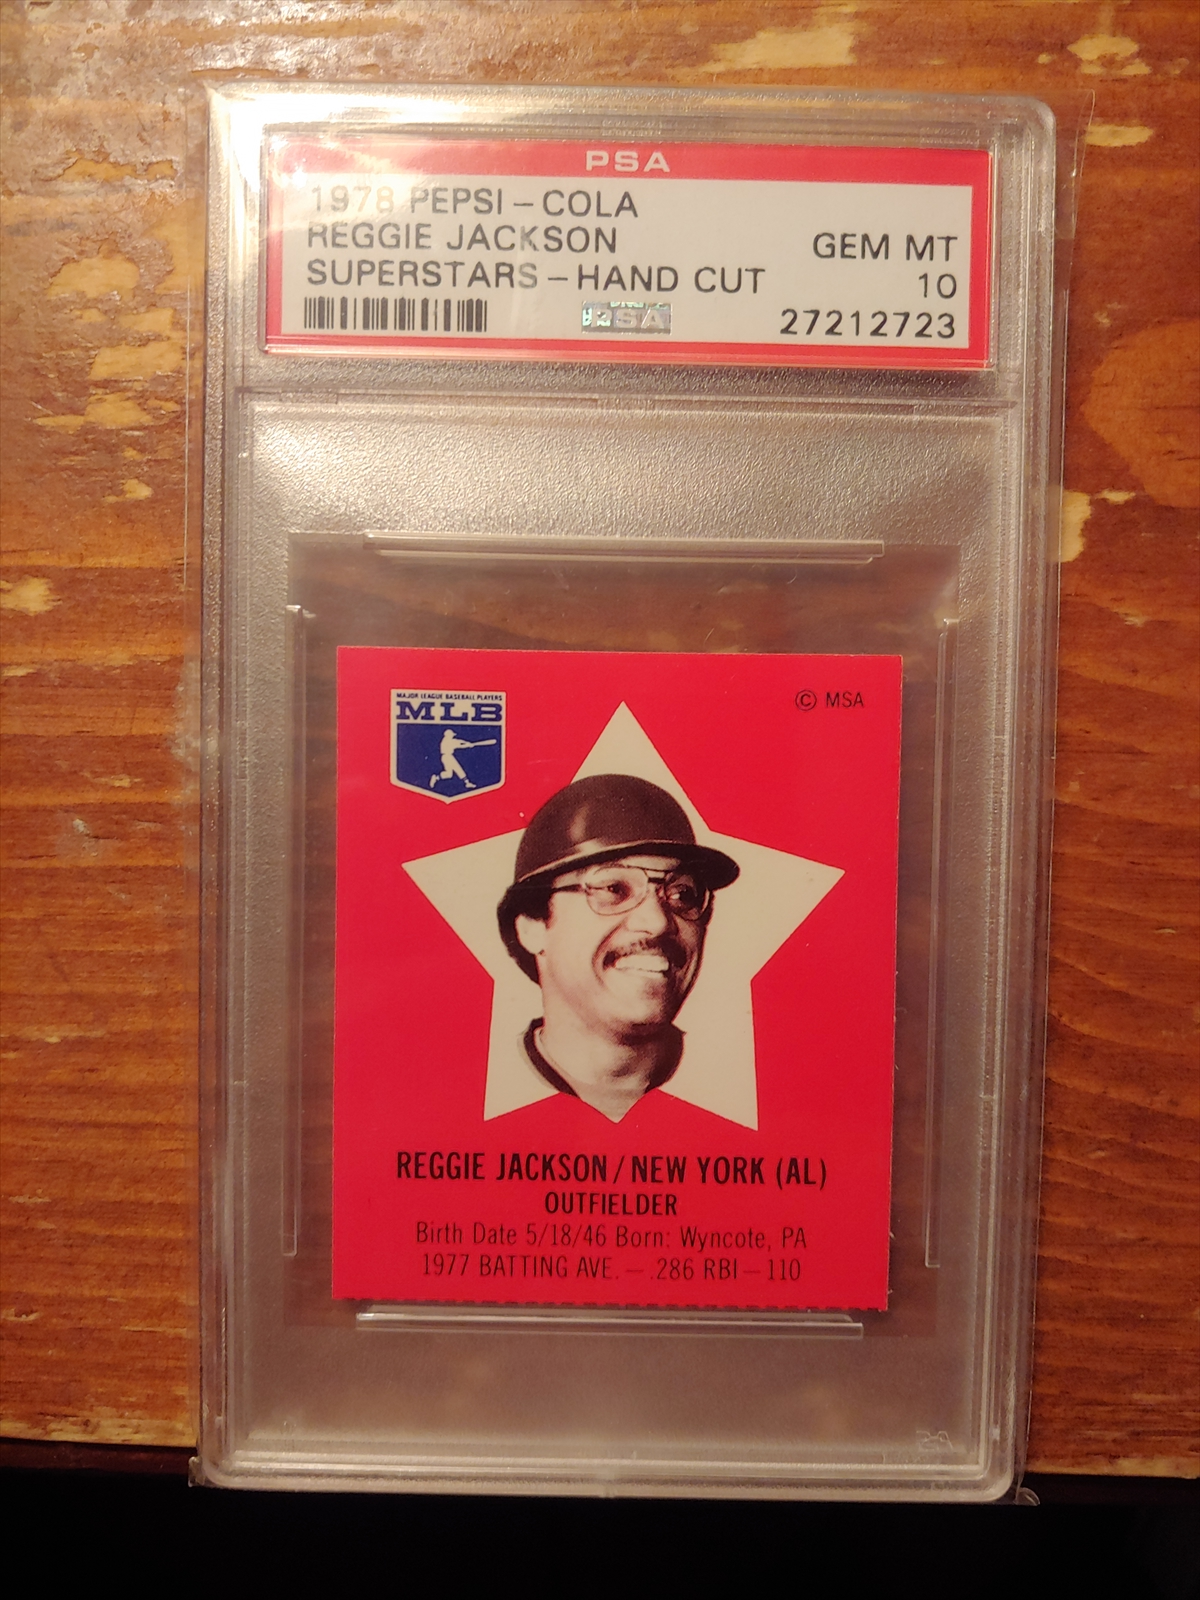 PSA
1978 PEPSI-COLA
REGGIE JACKSON
GEM MT
SUPERSTARS-HAND CUT
10
PSA
27212723
MAJOR LEAGUE BASEBALL PLAYERS
MLB
© MSA
REGGIE JACKSON/NEW YORK (AL)
OUTFIELDER
Birth Date 5/18/46 Born: Wyncote, PA
1977 BATTING AVE.—.286 RBI—110